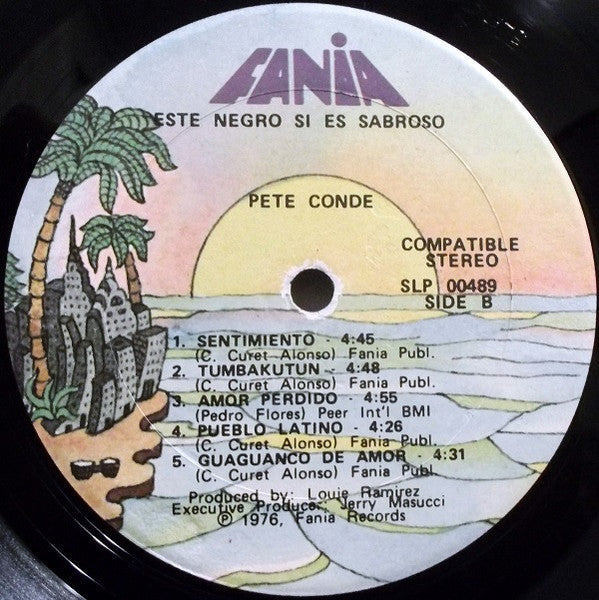 FANIA
ESTE NEGRO SI ES SABROSO
PETE CONDE
COMPATIBLE
STEREO
SLP 00489
SIDE B
1. SENTIMIENTO - 4:45
(C. Curet Alonso) Fania Publ.
2. TUMBAKUTUN - 4:48
(C. Curet Alonso) Fania Publ.
3. AMOR PERDIDO - 4:55
(Pedro Flores) Peer Int'l BMI
4. PUEBLO LATINO - 4:26
(C. Curet Alonso) Fania Publ.
5. GUAGUANCO DE AMOR - 4:31
(C. Curet Alonso) Fania Publ
Produced by: Louie Ramirez
Executive Producer: Jerry Masucci
Ⓟ 1976, Fania Records